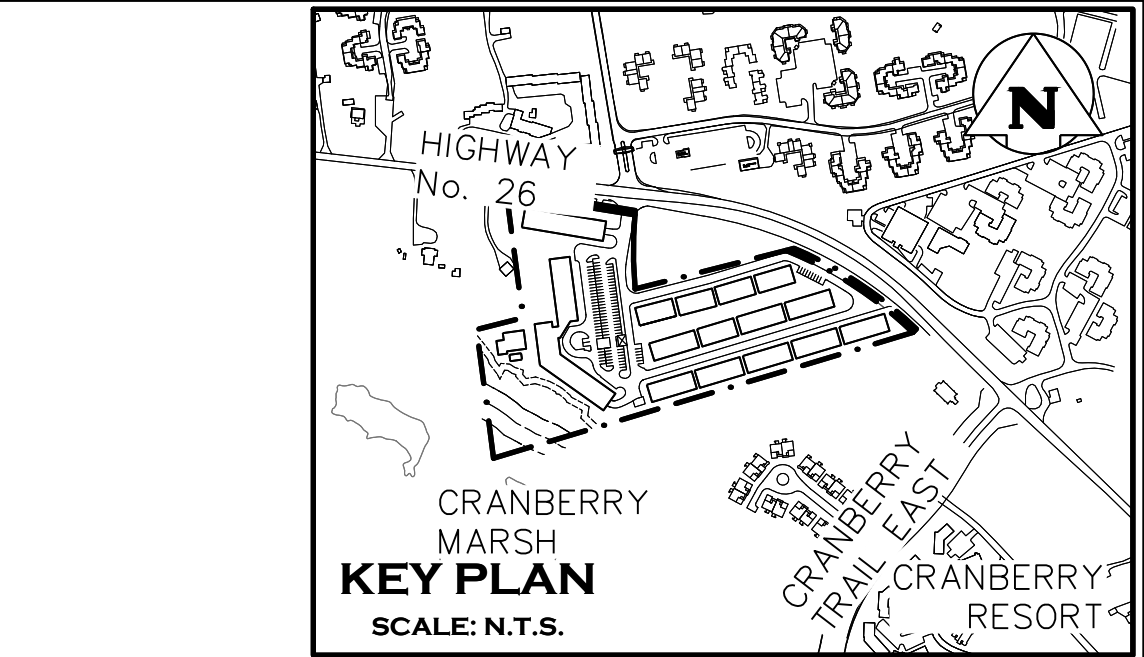 N
HIGHWAY
No. 26
CRANBERRY
MARSH
KEY PLAN
SCALE: N.T.S.
CRANBERRY
TRAIL EAST
CRANBERRY
RESORT